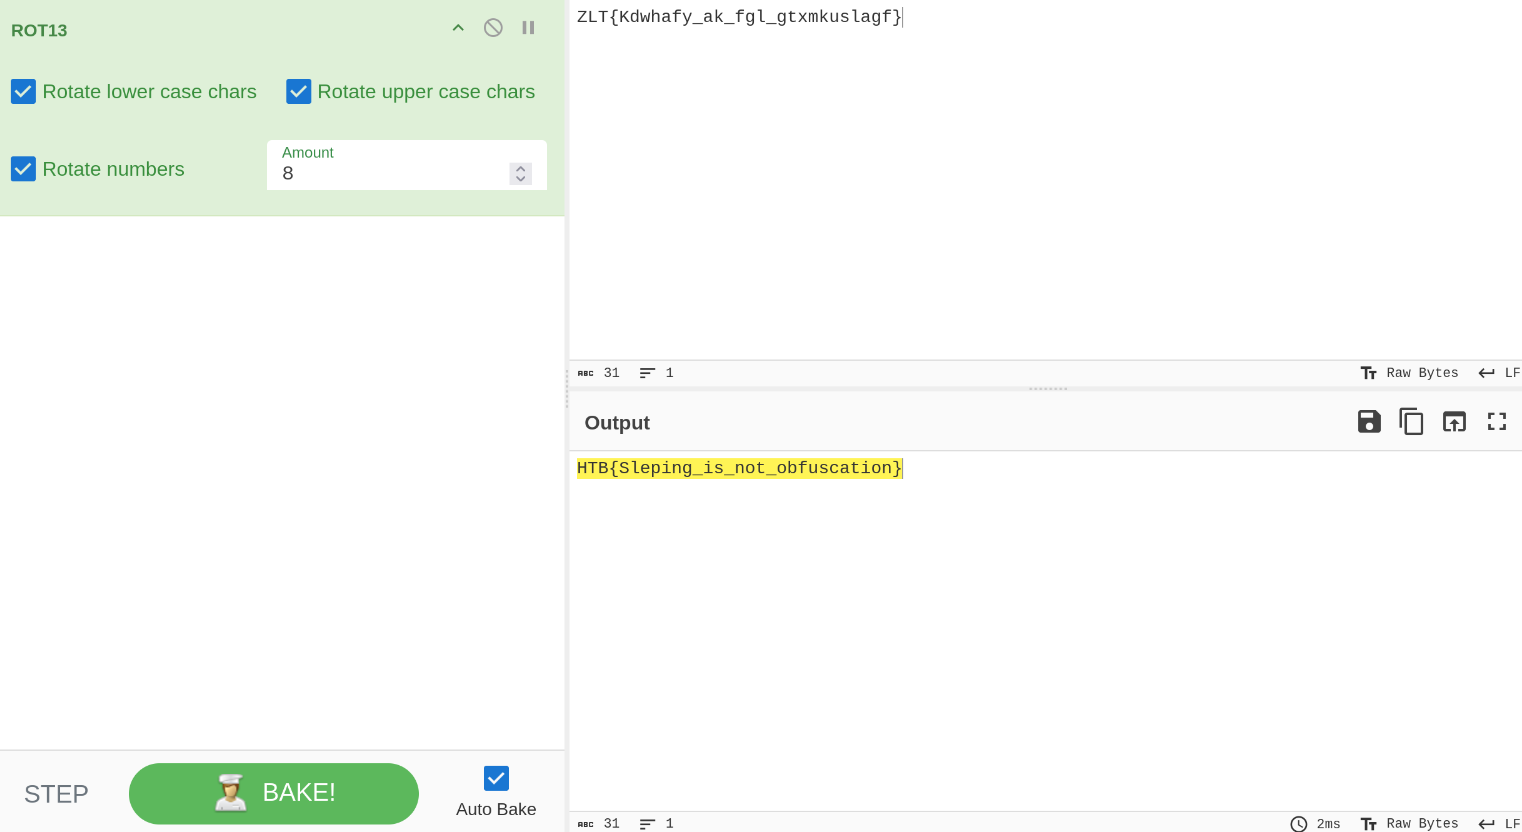 ROT13
Rotate lower case chars
Rotate upper case chars
Rotate numbers
Amount
8
STEP
BAKE!
Auto Bake
ZLT{Kdwhafy_ak_fgl_gtxmkuslagf}
ABC 31 1
Raw Bytes LF
Output
HTB{Sleping_is_not_obfuscation}
ABC 31 1
2ms Raw Bytes LF